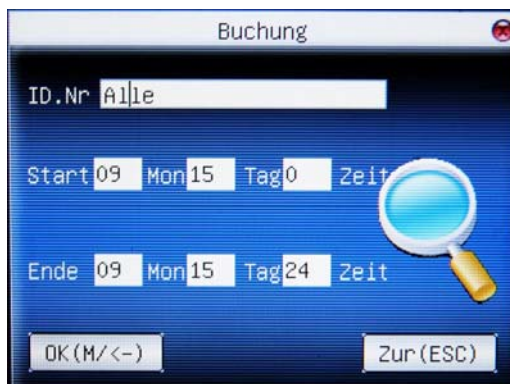 Buchung
ID.Nr Alle
Start 09 Mon 15 Tag 0 Zeit
Ende 09 Mon 15 Tag 24 Zeit
OK(M/<-) Zur(ESC)